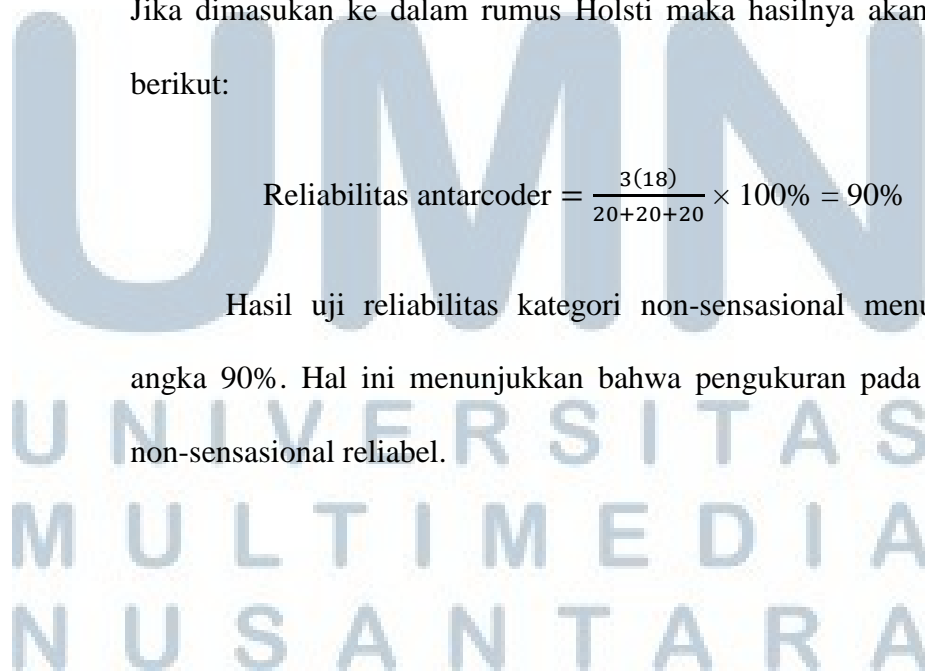 Jika dimasukan ke dalam rumus Holsti maka hasilnya akan
berikut:
Reliabilitas antarcoder = \frac{3(18)}{20+20+20} × 100% = 90%
Hasil uji reliabilitas kategori non-sensasional
angka 90%. Hal ini menunjukkan bahwa pengukuran pada
non-sensasional reliabel.
UMN
UNIVERSITAS
MULTIMEDIA
NUSANTARA